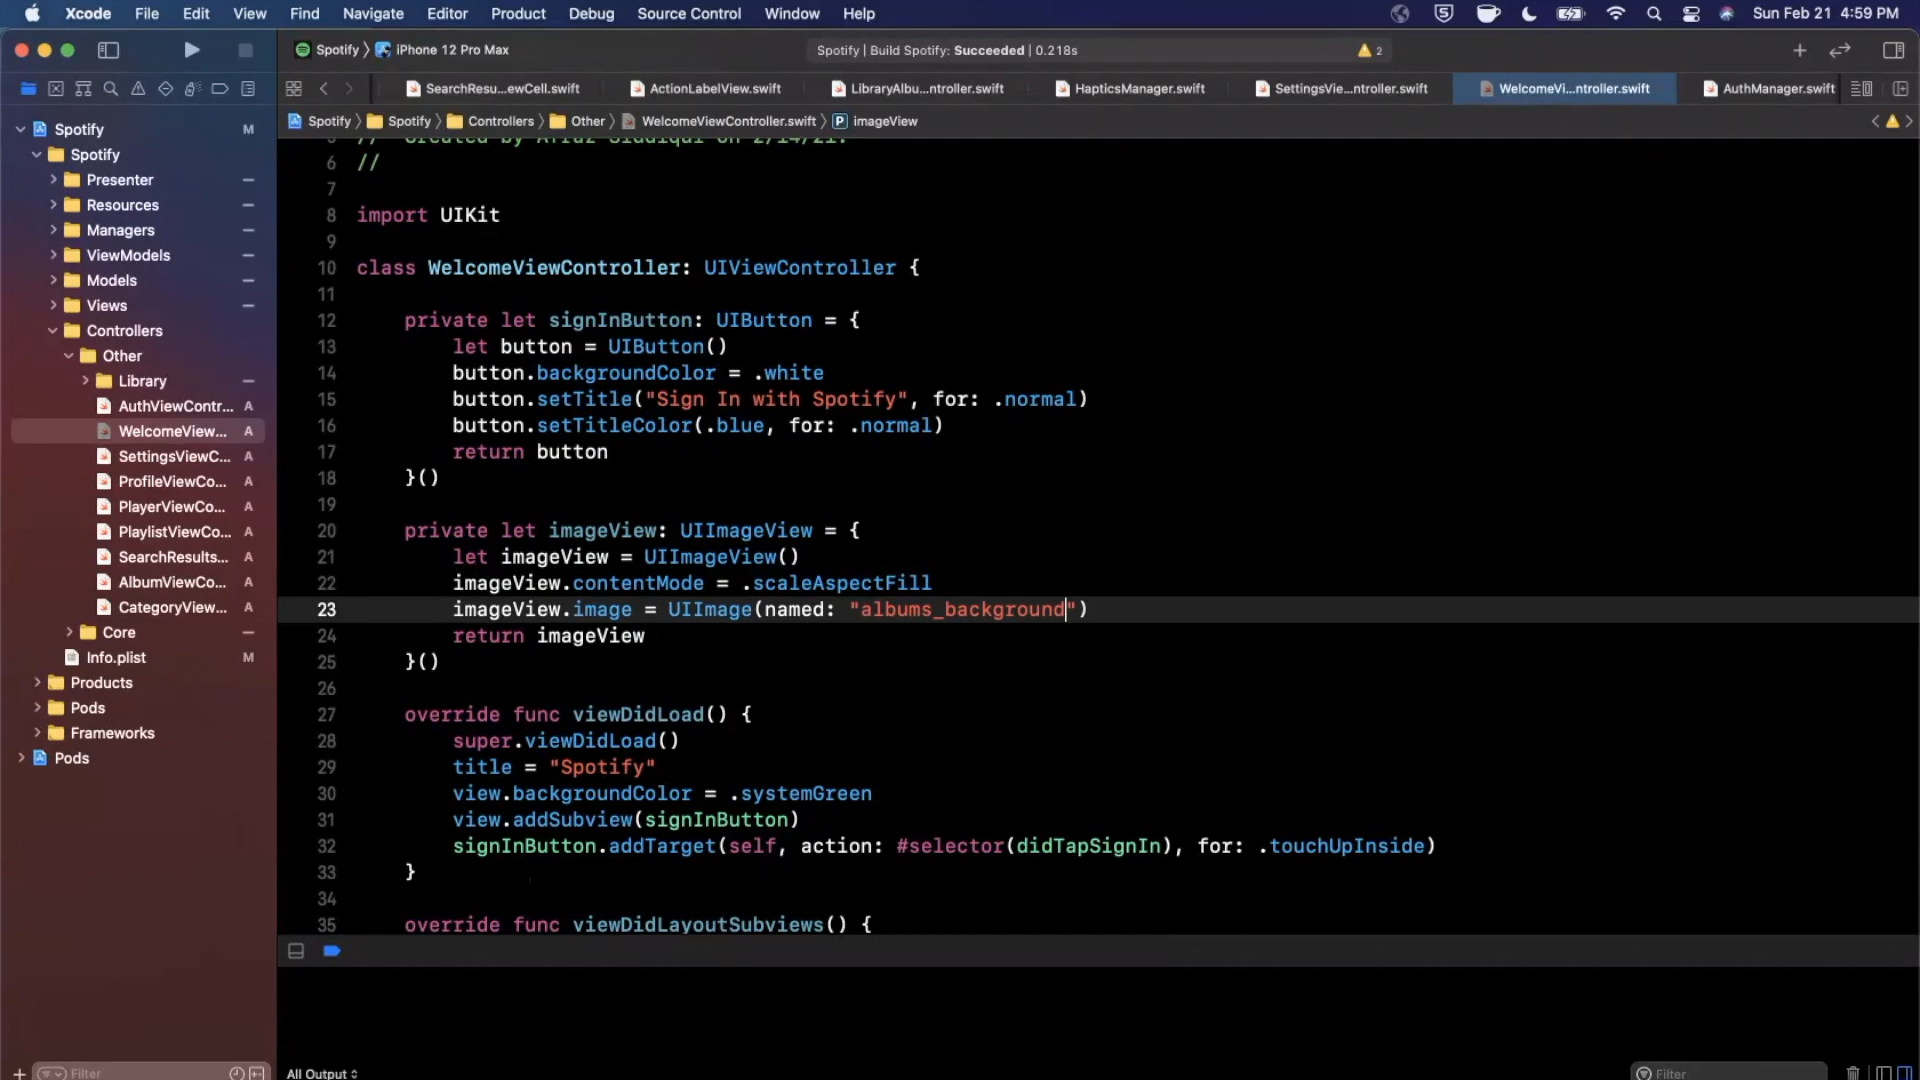 Xcode File Edit View Find Navigate Editor Product Debug Source Control Window Help Sun Feb 21 4:59 PM
Spotify iPhone 12 Pro Max Spotify | Build Spotify: Succeeded | 0.218s 2
SearchResu...ewCell.swift ActionLabelView.swift LibraryAlbu...ntroller.swift HapticsManager.swift SettingsVie...ntroller.swift WelcomeVi...ntroller.swift AuthManager.swift
Spotify Spotify Controllers Other WelcomeViewController.swift P imageView
Spotify M
Spotify
Presenter
Resources
Managers
ViewModels
Models
Views
Controllers
Other
Library
AuthViewContr... A
WelcomeView... A
SettingsViewC... A
ProfileViewCo... A
PlayerViewCo... A
PlaylistViewCo... A
SearchResults... A
AlbumViewCo... A
CategoryView... A
Core
Info.plist M
Products
Pods
Frameworks
Pods
Filter
5 // Created by Afraz Siddiqui on 2/14/21.
6 //
7
8 import UIKit
9
10 class WelcomeViewController: UIViewController {
11
12 private let signInButton: UIButton = {
13 let button = UIButton()
14 button.backgroundColor = .white
15 button.setTitle("Sign In with Spotify", for: .normal)
16 button.setTitleColor(.blue, for: .normal)
17 return button
18 }()
19
20 private let imageView: UIImageView = {
21 let imageView = UIImageView()
22 imageView.contentMode = .scaleAspectFill
23 imageView.image = UIImage(named: "albums_background")
24 return imageView
25 }()
26
27 override func viewDidLoad() {
28 super.viewDidLoad()
29 title = "Spotify"
30 view.backgroundColor = .systemGreen
31 view.addSubview(signInButton)
32 signInButton.addTarget(self, action: #selector(didTapSignIn), for: .touchUpInside)
33 }
34
35 override func viewDidLayoutSubviews() {
All Output Filter